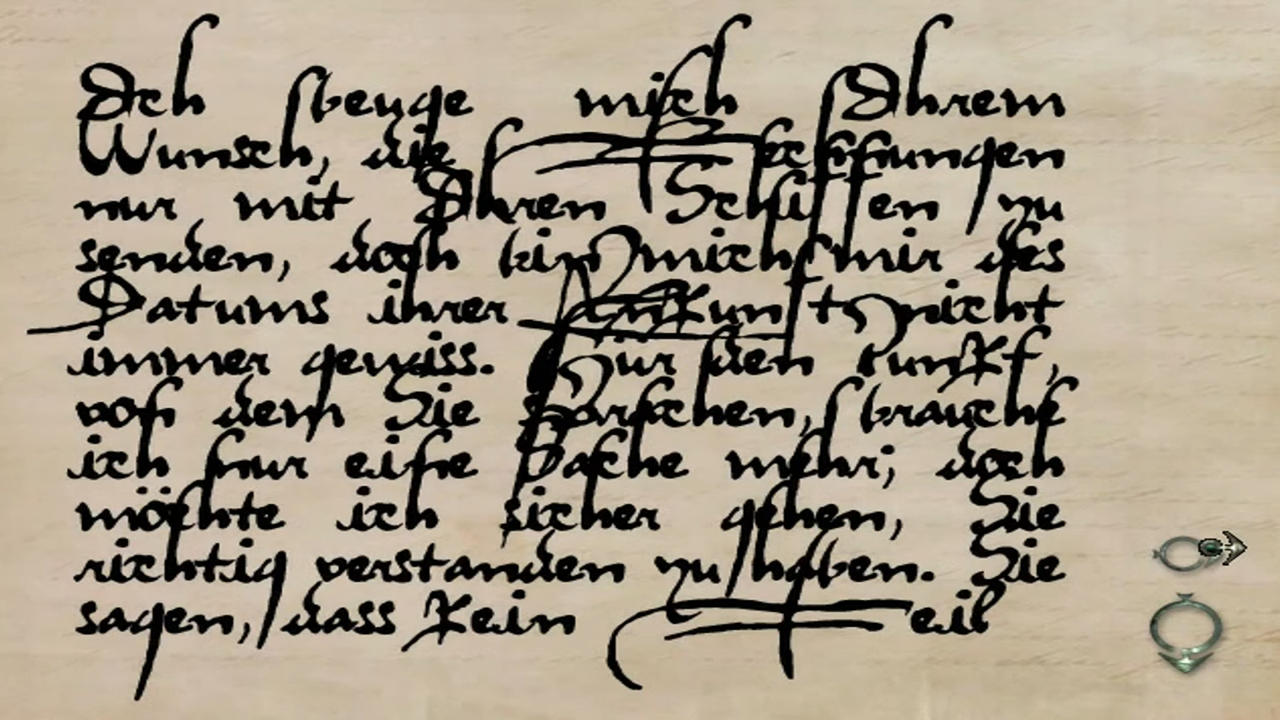 Ich beuge mich Ihrem
Wunsch, die Lieferungen
nur mit Ihren Schiffen zu
senden, doch bin ich mir des
Datums ihrer Ankunft nicht
immer gewiss. Zur den Punkt,
von dem Sie sprechen, brauche
ich nur eine Sache mehr; doch
möchte ich sicher gehen, Sie
richtig verstanden zu haben. Sie
sagen, dass kein Teil